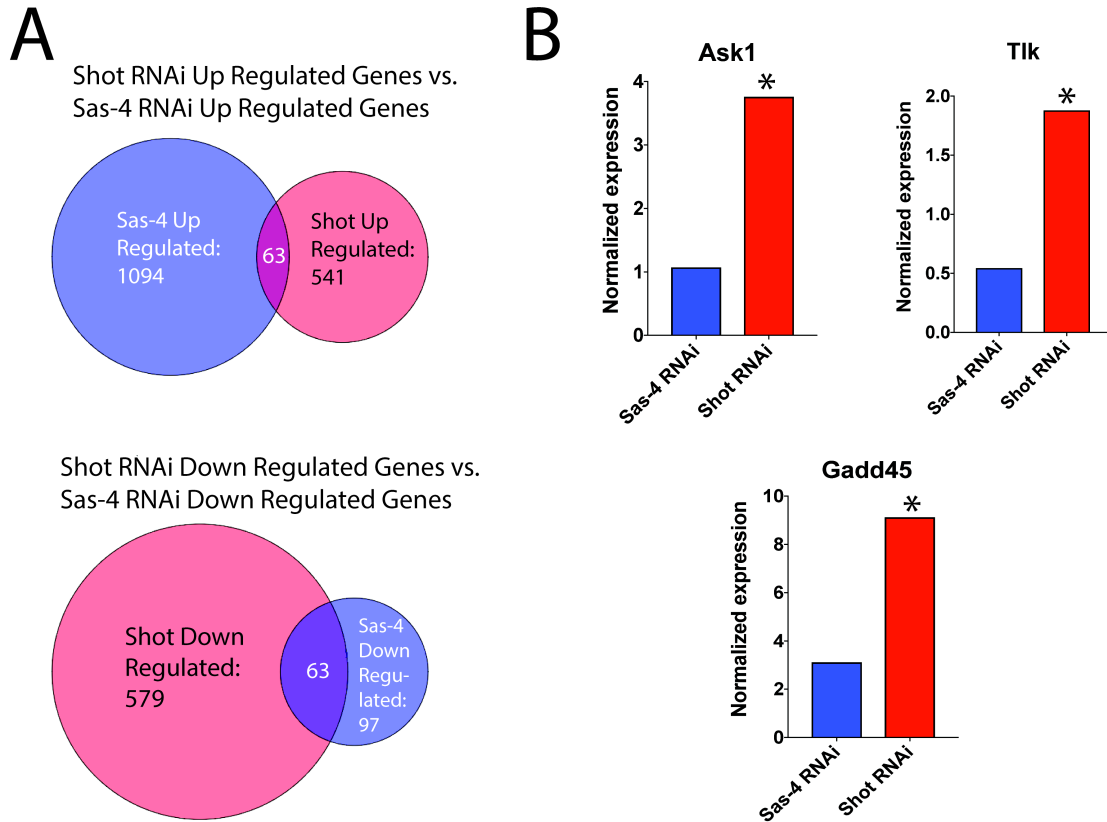 A
Shot RNAi Up Regulated Genes vs.
Sas-4 RNAi Up Regulated Genes
Sas-4 Up
Regulated:
1094
63
Shot Up
Regulated:
541
Shot RNAi Down Regulated Genes vs.
Sas-4 RNAi Down Regulated Genes
Shot Down
Regulated:
579
63
Sas-4
Down
Regu-
lated:
97
B
Ask1
Normalized expression
4
3
2
1
0
Sas-4 RNAi
Shot RNAi
*
Tlk
Normalized expression
2.0
1.5
1.0
0.5
0.0
Sas-4 RNAi
Shot RNAi
*
Gadd45
Normalized expression
10
8
6
4
2
0
Sas-4 RNAi
Shot RNAi
*